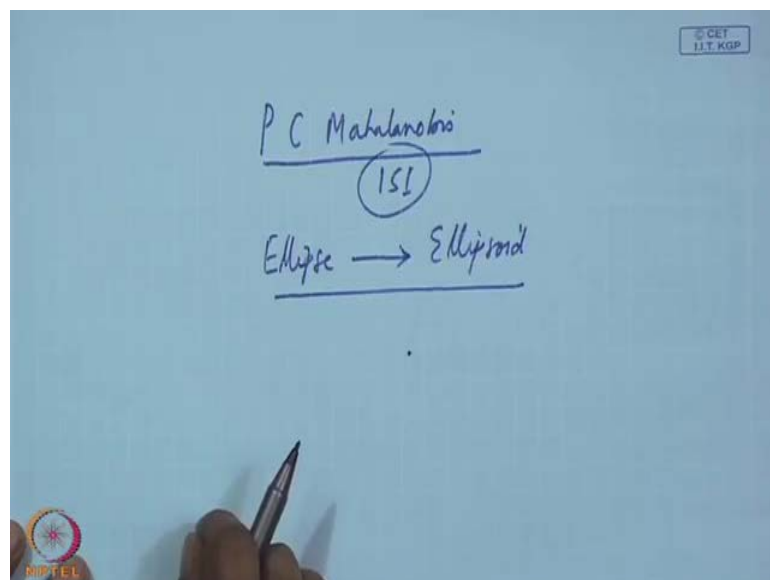 © CET
I.I.T. KGP
P C Mahalanobis
ISI
Ellipse → Ellipsoid
NPTEL